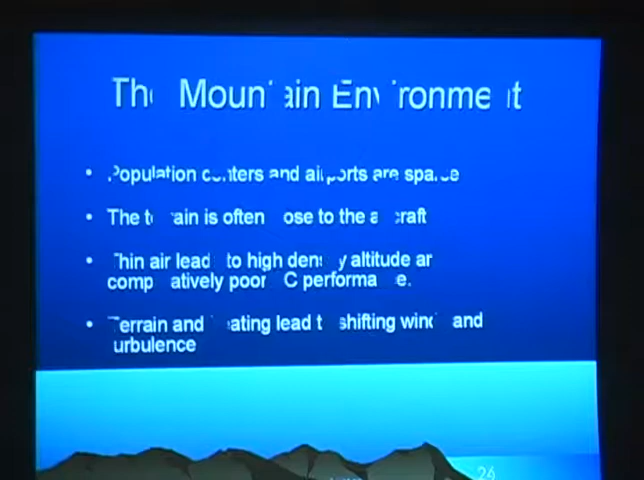 The Mountain Environment
• Population centers and airports are sparse
• The terrain is often close to the aircraft
• Thin air leads to high density altitude and
comparatively poor performance.
• Terrain and heating lead to shifting winds and
turbulence
26